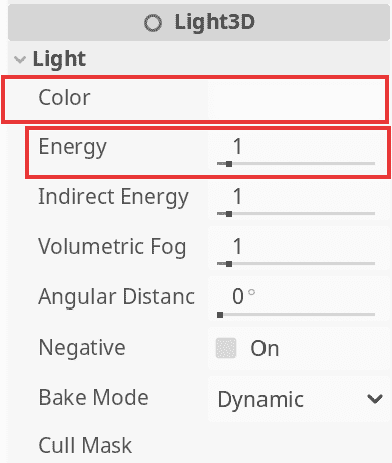 Light3D
Light
Color
Energy 1
Indirect Energy 1
Volumetric Fog 1
Angular Distanc 0 °
Negative On
Bake Mode Dynamic
Cull Mask